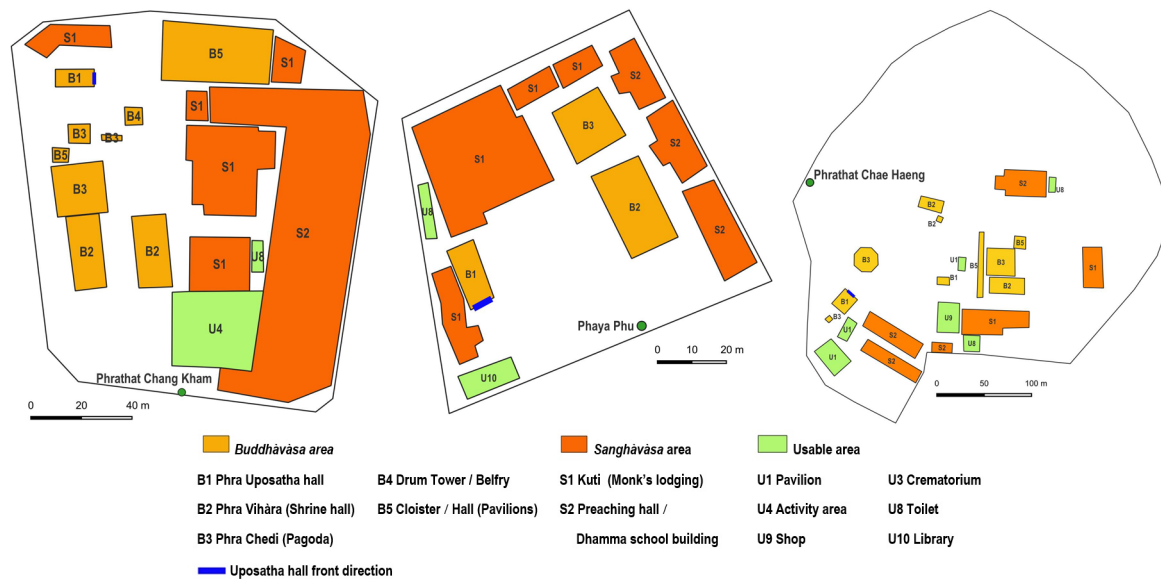 S1
B5
S1
B1
S1
B4
B3
B3
B5
S1
B3
S2
B2
B2
S1
U8
U4
Phrathat Chang Kham
0 20 40 m
S1
S1
S2
B3
S1
S2
U8
B2
S2
B1
S1
Phaya Phu
U10
0 10 20 m
Phrathat Chae Haeng
S2
U8
B2
B2
B5
B3
U1
B5
B3
S1
B1
B2
B1
B3
U9
S1
U1
S2
U8
S2
U1
S2
0 50 100 m
Buddhàvàsa area
Sanghàvàsa area
Usable area
B1 Phra Uposatha hall
B4 Drum Tower / Belfry
S1 Kuti (Monk's lodging)
U1 Pavilion
U3 Crematorium
B2 Phra Vihàra (Shrine hall)
B5 Cloister / Hall (Pavilions)
S2 Preaching hall /
Dhamma school building
U4 Activity area
U8 Toilet
B3 Phra Chedi (Pagoda)
U9 Shop
U10 Library
Uposatha hall front direction